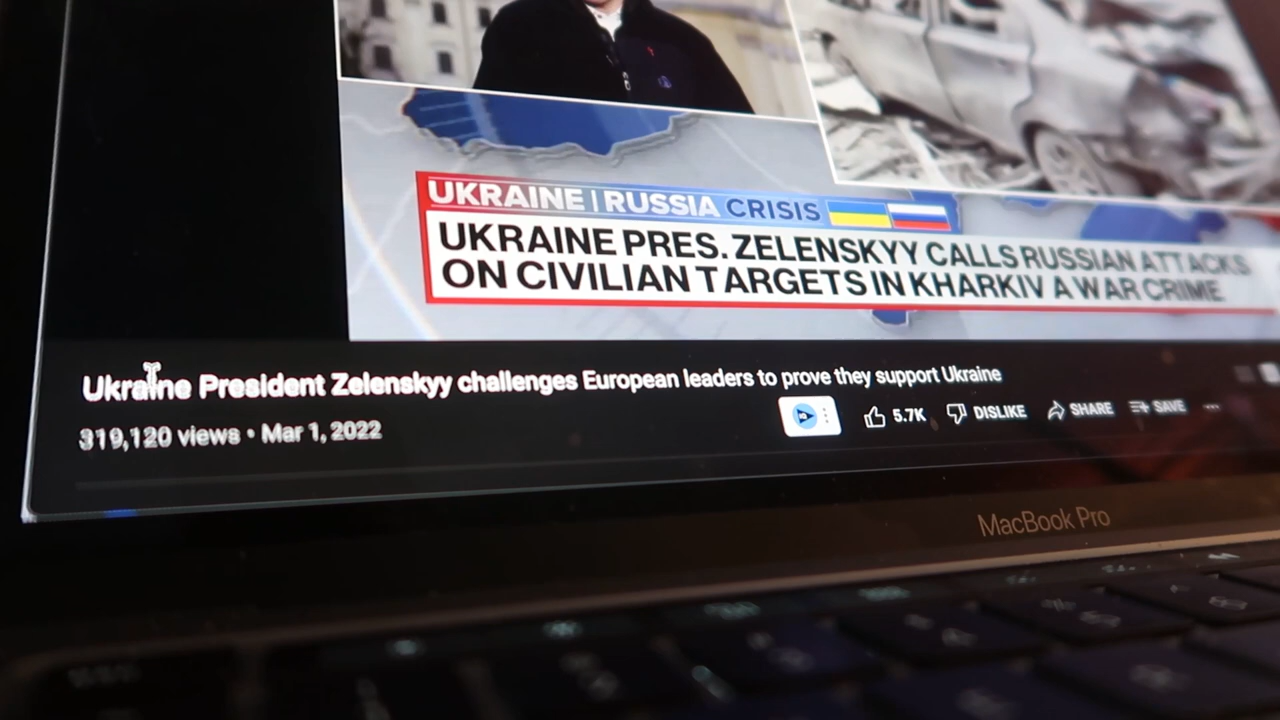 UKRAINE | RUSSIA CRISIS
UKRAINE PRES. ZELENSKYY CALLS RUSSIAN ATTACKS
ON CIVILIAN TARGETS IN KHARKIV A WAR CRIME
Ukraine President Zelenskyy challenges European leaders to prove they support Ukraine
319,120 views • Mar 1, 2022
5.7K DISLIKE SHARE SAVE
MacBook Pro